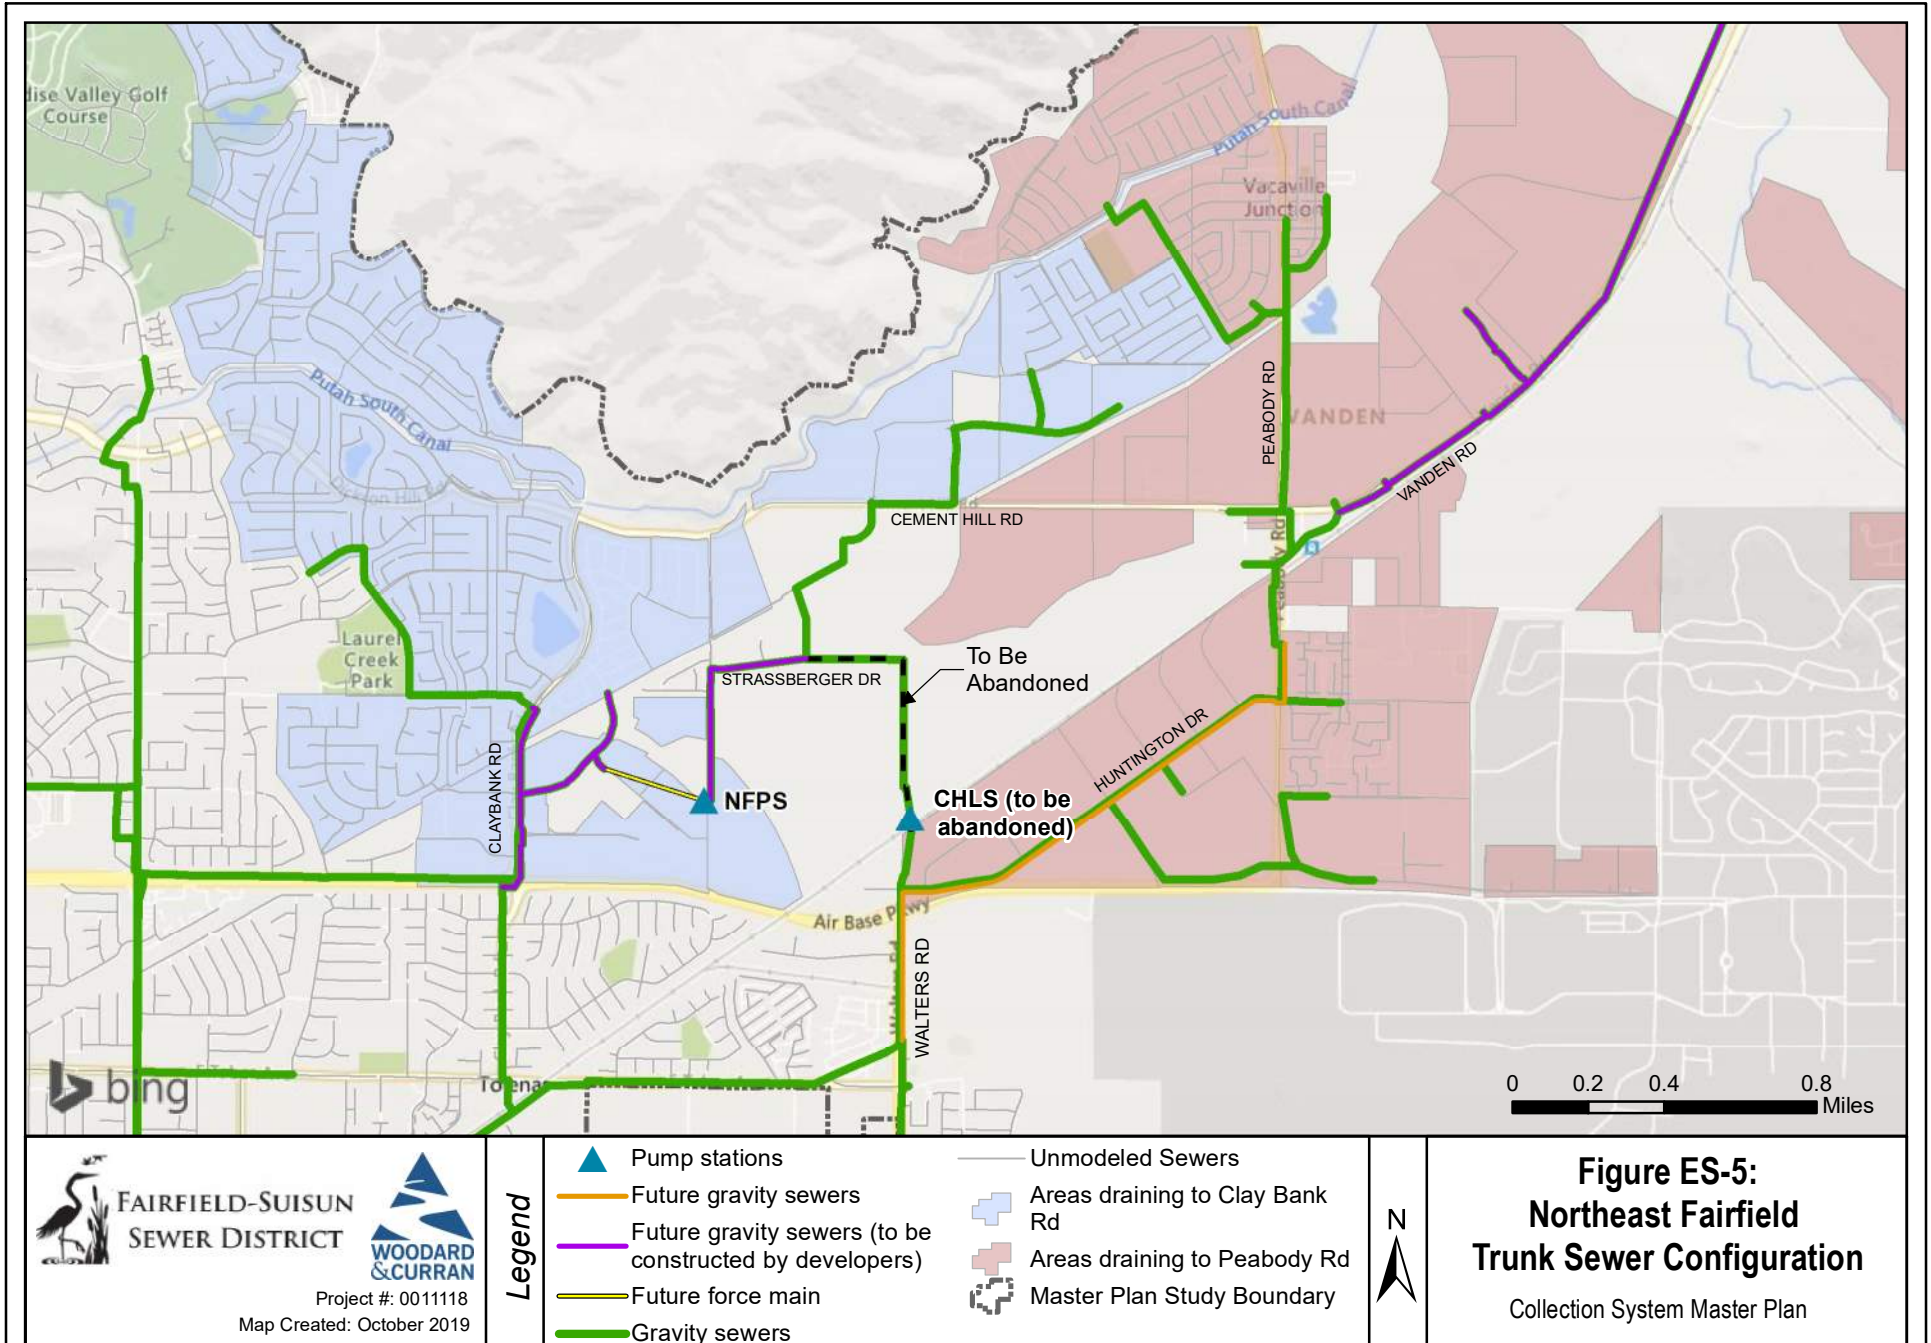 dise Valley Golf
Course
Putah South Canal
Vacaville
Junction
Putah South Canal
PEABODY RD
VANDEN
VANDEN RD
CEMENT HILL RD
Peabody Rd
Laurel
Creek
Park
To Be
Abandoned
STRASSBERGER DR
HUNTINGTON DR
CLAYBANK RD
NFPS
CHLS (to be
abandoned)
Air Base Pkwy
WALTERS RD
bing
0 0.2 0.4 0.8
Miles
FAIRFIELD-SUISUN
SEWER DISTRICT
WOODARD
&CURRAN
Project #: 0011118
Map Created: October 2019
Legend
Pump stations
Future gravity sewers
Future gravity sewers (to be
constructed by developers)
Future force main
Gravity sewers
Unmodeled Sewers
Areas draining to Clay Bank
Rd
Areas draining to Peabody Rd
Master Plan Study Boundary
N
Figure ES-5:
Northeast Fairfield
Trunk Sewer Configuration
Collection System Master Plan